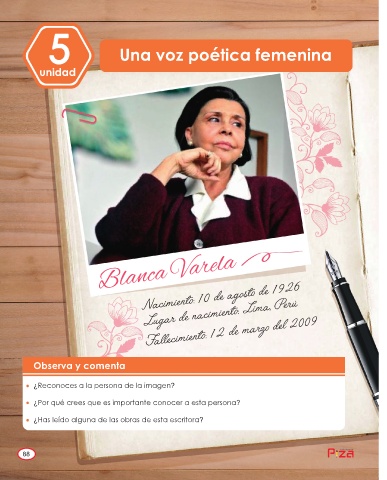 5
unidad
Una voz poética femenina
Blanca Varela
Nacimiento: 10 de agosto de 1926
Lugar de nacimiento: Lima, Perú
Fallecimiento: 12 de marzo del 2009
Observa y comenta
• ¿Reconoces a la persona de la imagen?
• ¿Por qué crees que es importante conocer a esta persona?
• ¿Has leído alguna de las obras de esta escritora?
68